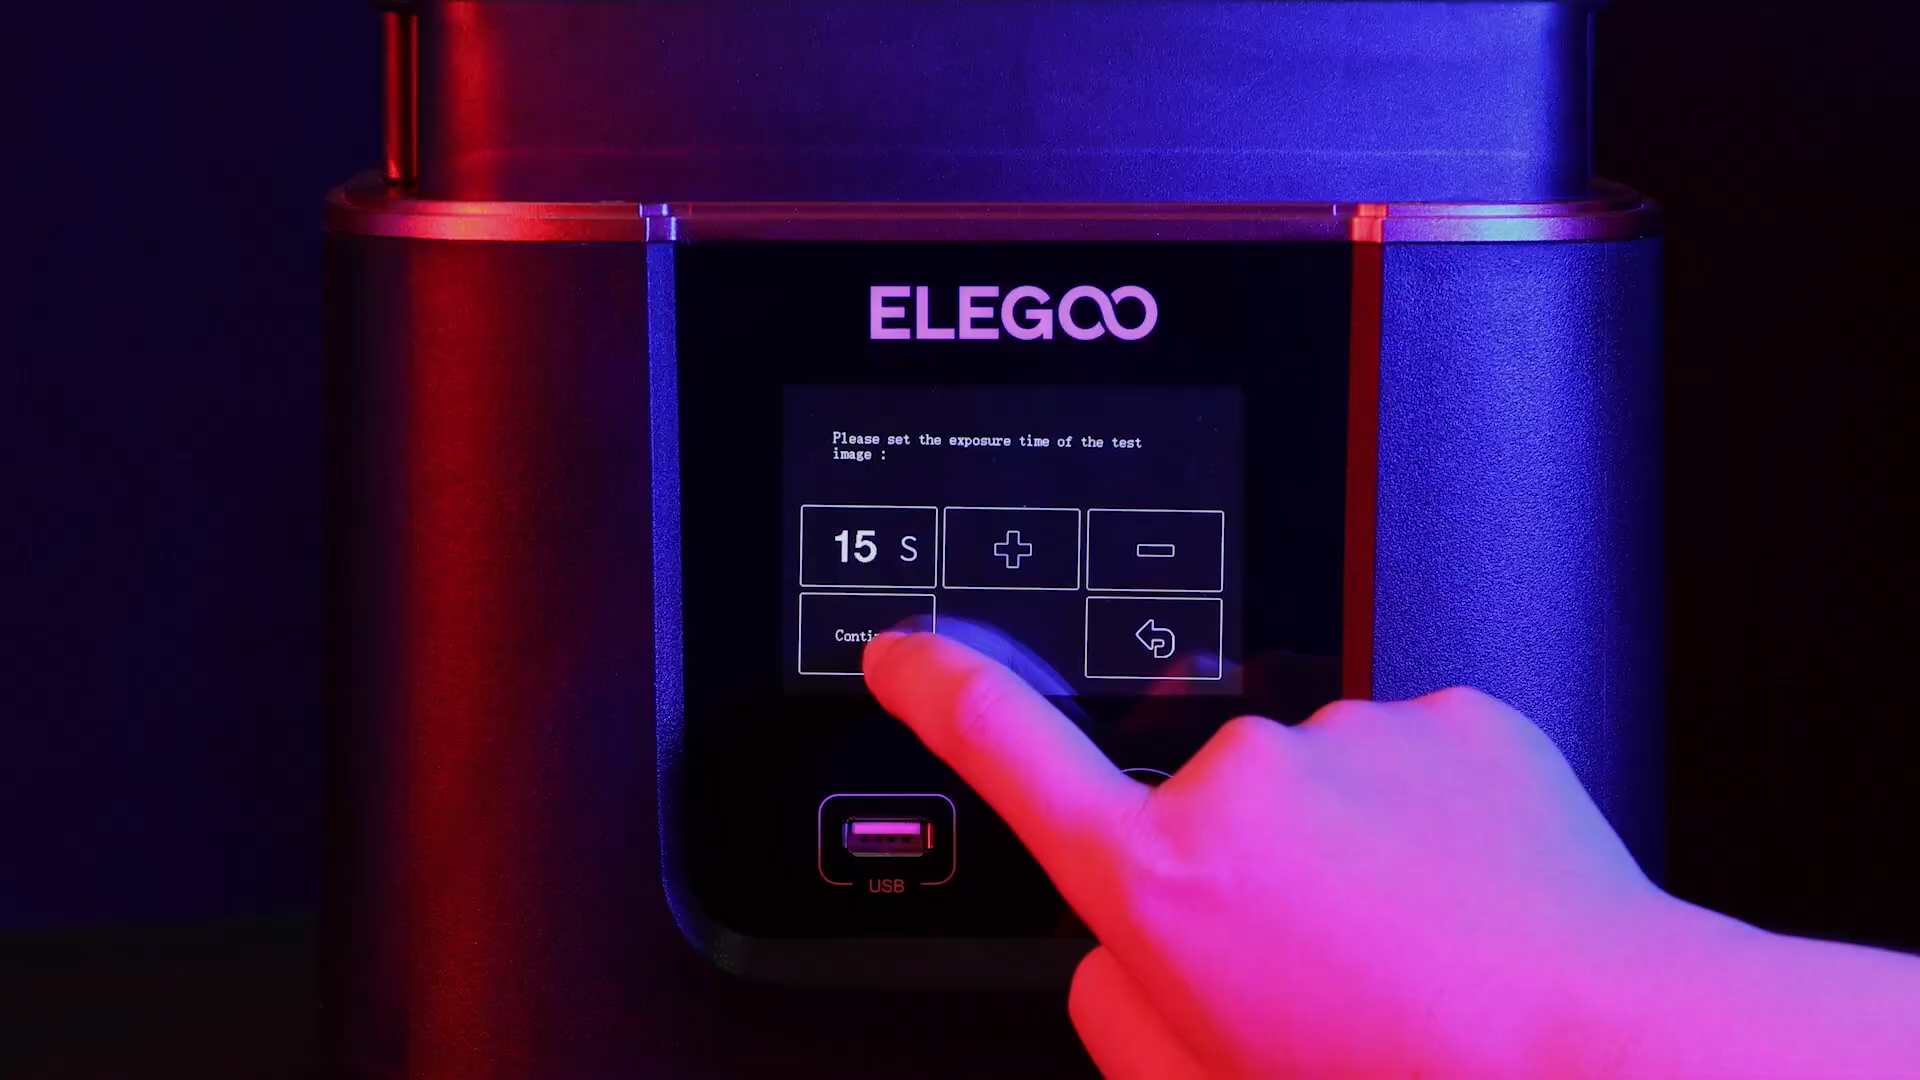 ELEGOO
Please set the exposure time of the test
image :
15 S
USB